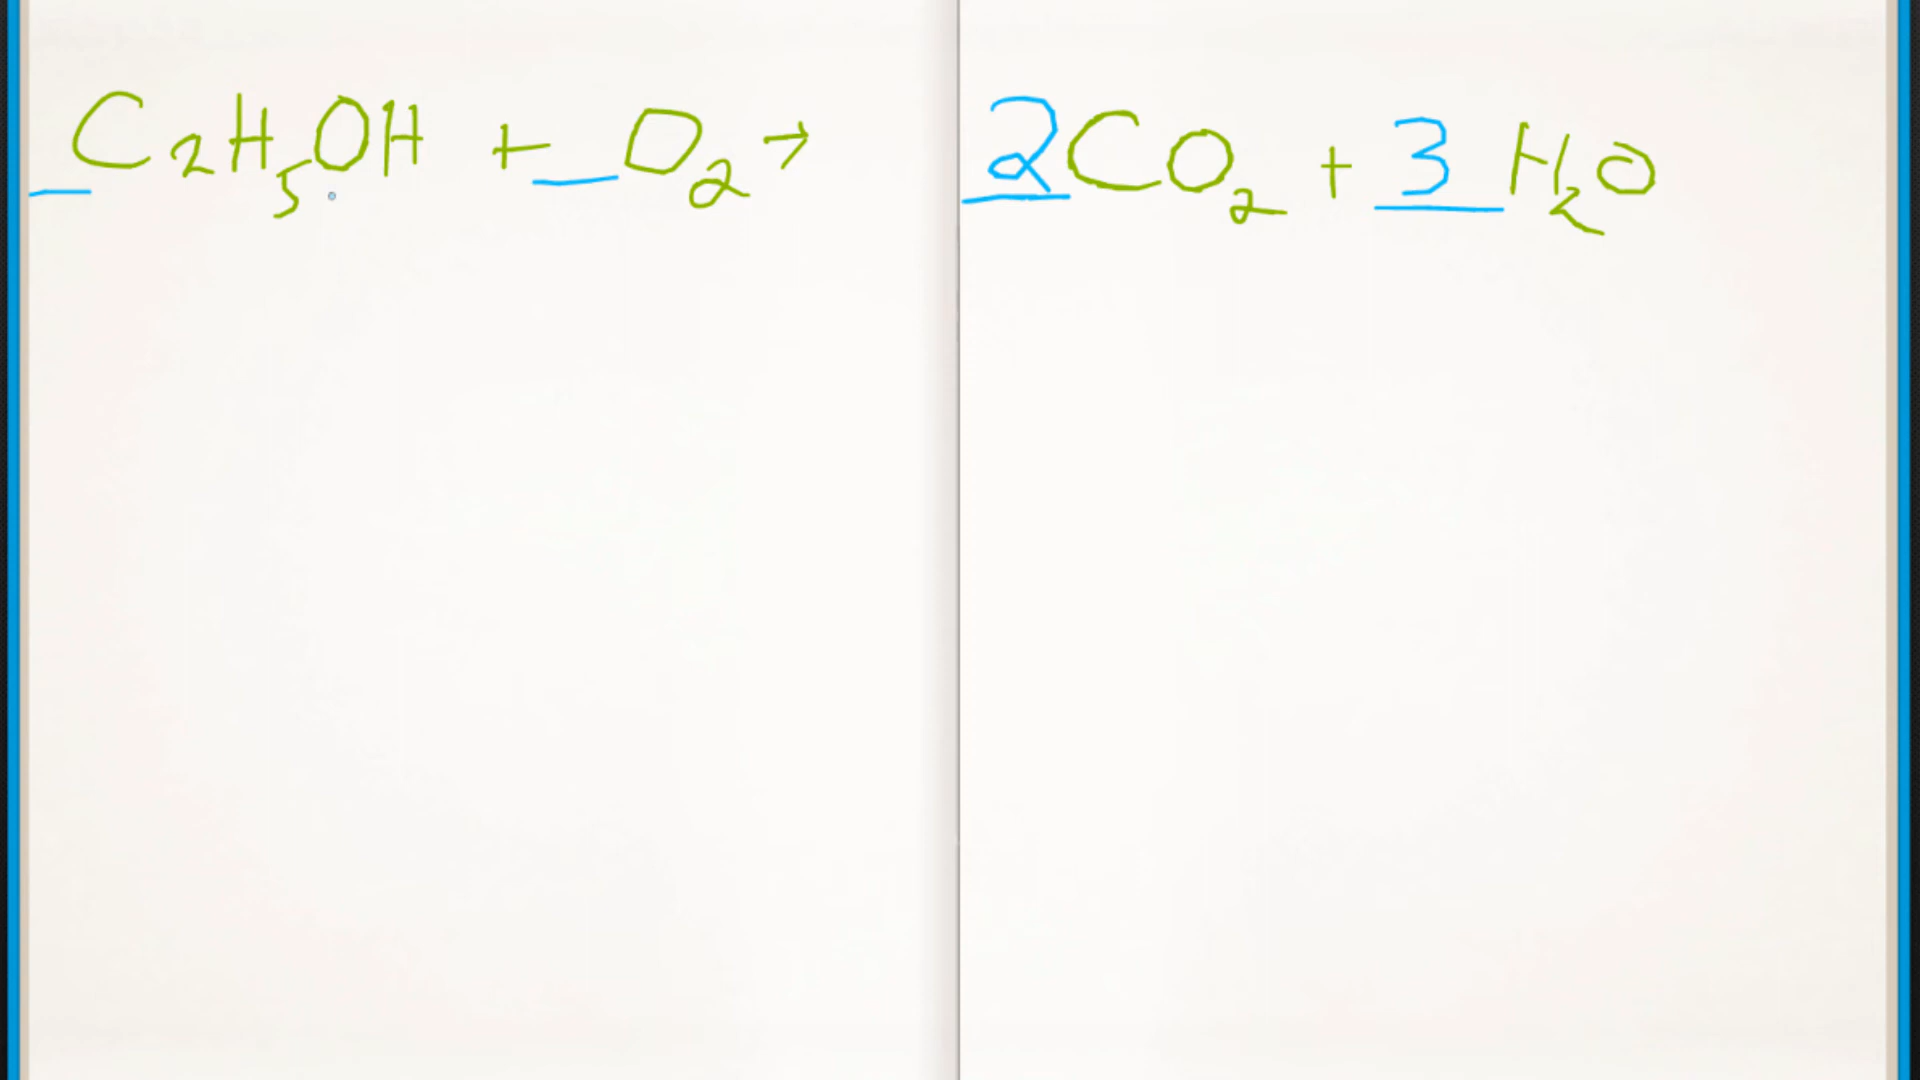 _C₂H₅OH + _O₂ → 2CO₂ + 3H₂O